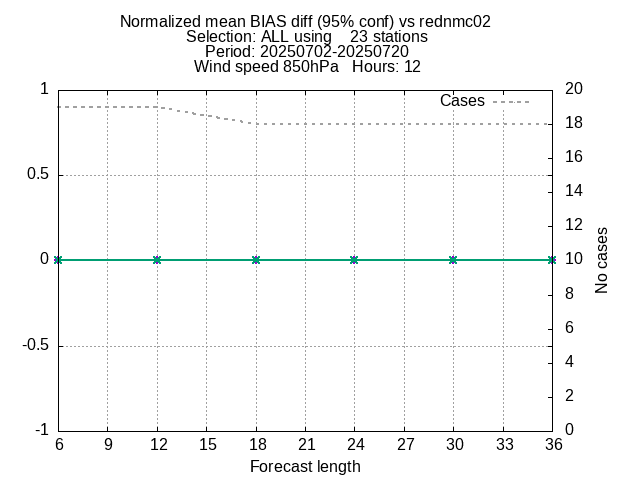 Normalized mean BIAS diff (95% conf) vs rednmc02
Selection: ALL using    23 stations
Period: 20250702-20250720
Wind speed 850hPa   Hours: 12
Cases
1
0.5
0
-0.5
-1
20
18
16
14
12
10
8
6
4
2
0
No cases
6 9 12 15 18 21 24 27 30 33 36
Forecast length